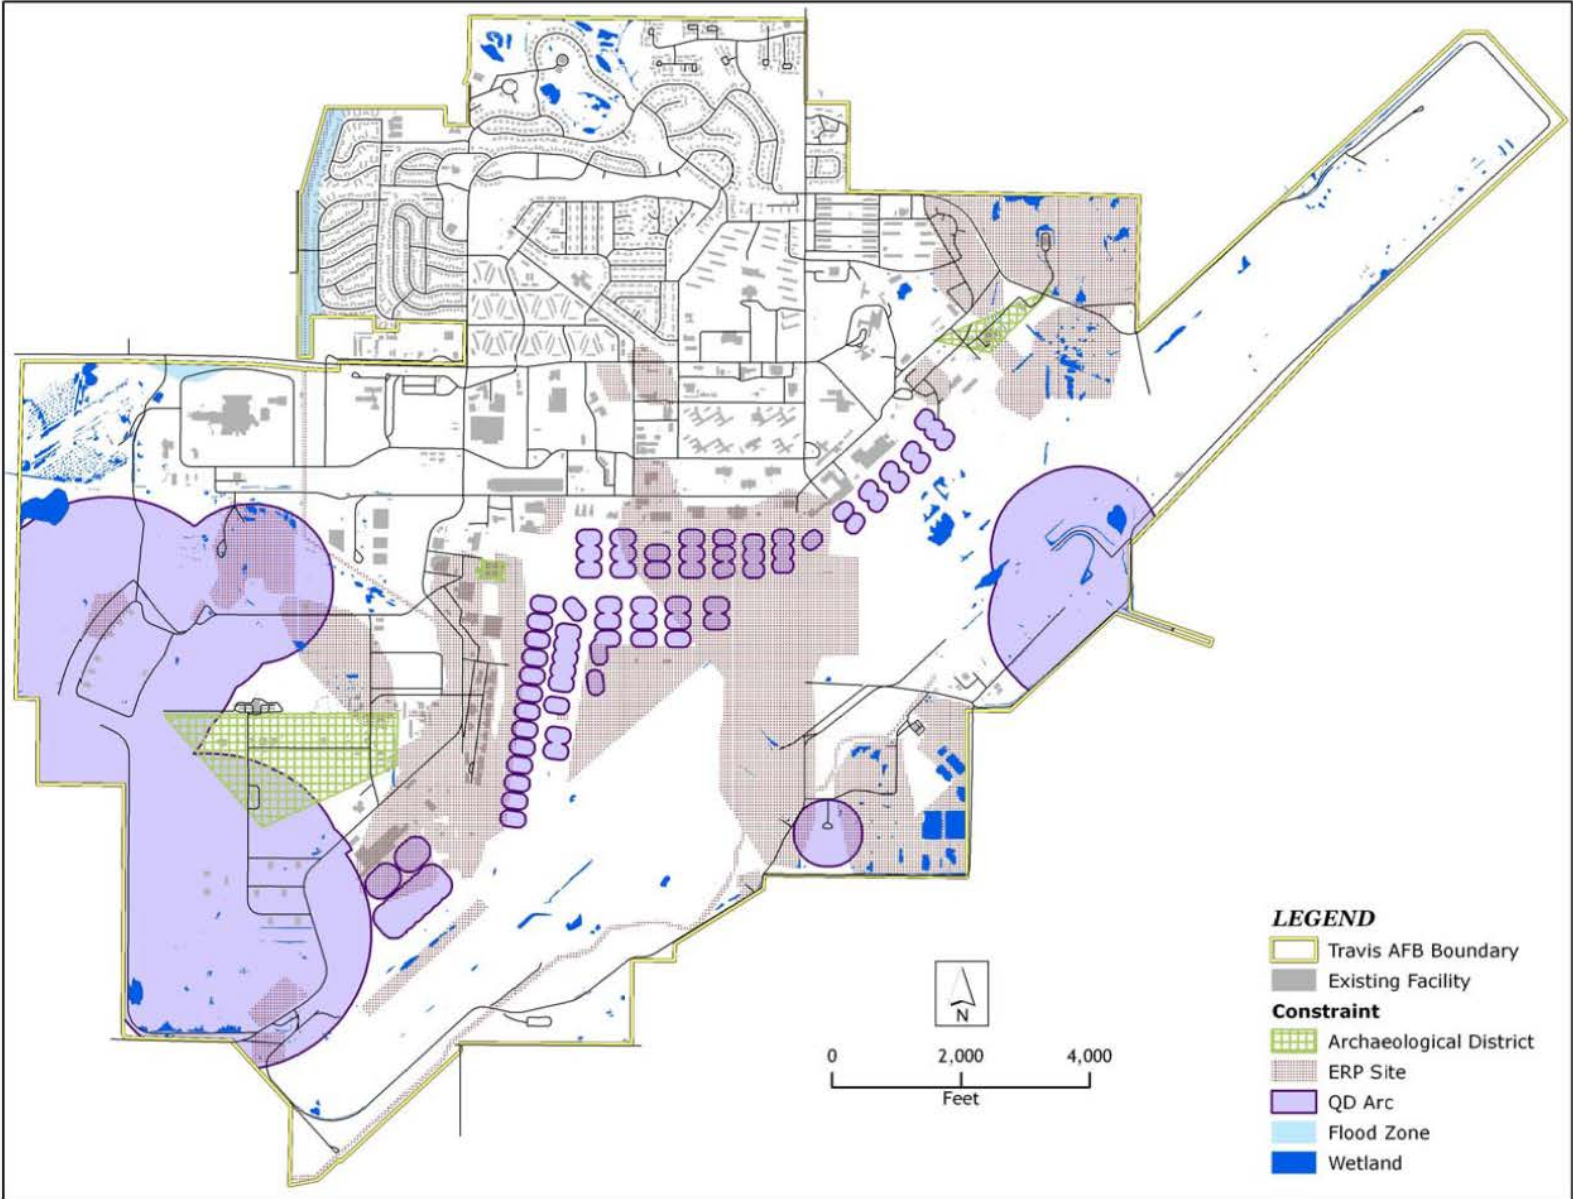 LEGEND
Travis AFB Boundary
Existing Facility
Constraint
Archaeological District
ERP Site
QD Arc
Flood Zone
Wetland
N
0 2,000 4,000
Feet